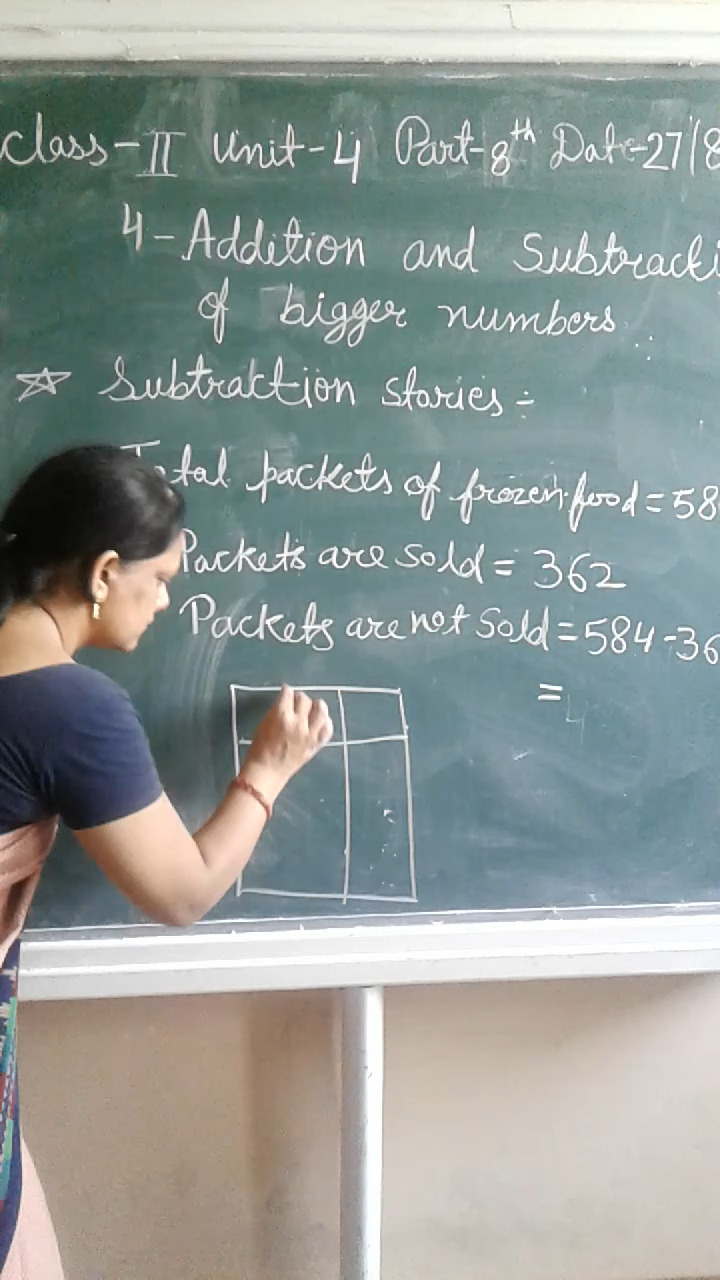 Class-II Unit-4 Part-8th Date-27/8
4-Addition and Subtracti
of bigger numbers
☆ Subtraction stories:-
Total packets of frozen food = 58
Packets are sold = 362
Packets are not sold = 584-36
=